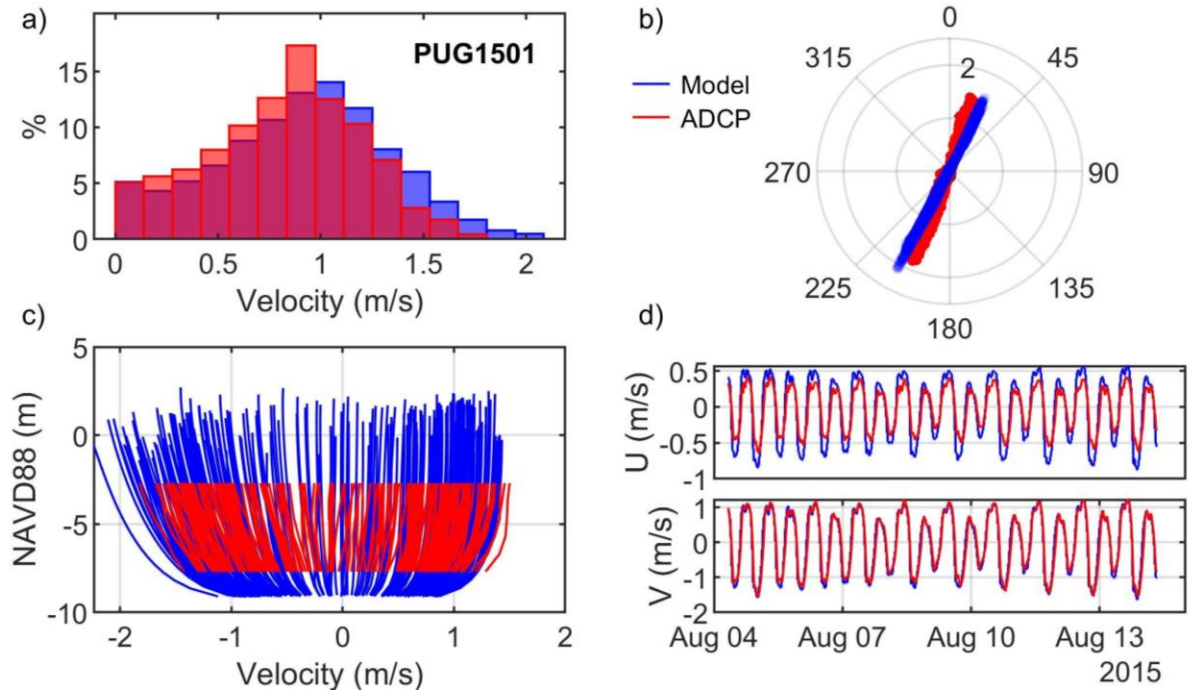 a)
PUG1501
15
10
5
0
%
0 0.5 1 1.5 2
Velocity (m/s)
b)
Model
ADCP
0
45
90
135
180
225
270
315
2
c)
5
0
-5
-10
NAVD88 (m)
-2 -1 0 1 2
Velocity (m/s)
d)
0.5
0
-0.5
-1
U (m/s)
1
0
-1
-2
V (m/s)
Aug 04 Aug 07 Aug 10 Aug 13
2015